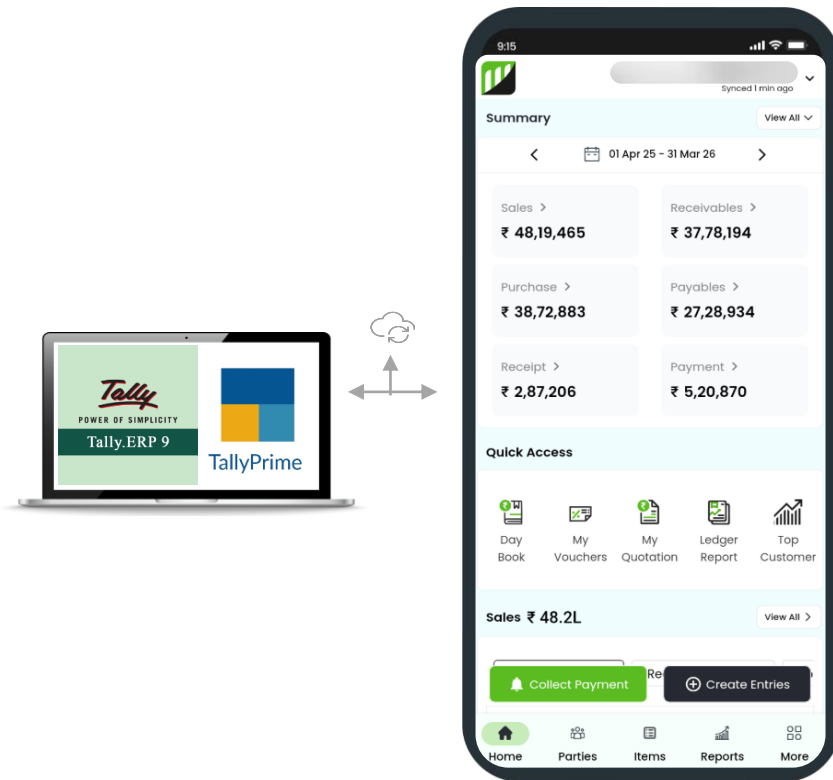 Tally
POWER OF SIMPLICITY
Tally.ERP 9
TallyPrime
9:15
Synced 1 min ago
Summary
View All
01 Apr 25 - 31 Mar 26
Sales >
Receivables >
₹ 48,19,465
₹ 37,78,194
Purchase >
Payables >
₹ 38,72,883
₹ 27,28,934
Receipt >
Payment >
₹ 2,87,206
₹ 5,20,870
Quick Access
Day Book
My Vouchers
My Quotation
Ledger Report
Top Customer
Sales ₹ 48.2L
View All >
Re
Collect Payment
Create Entries
Home
Parties
Items
Reports
More